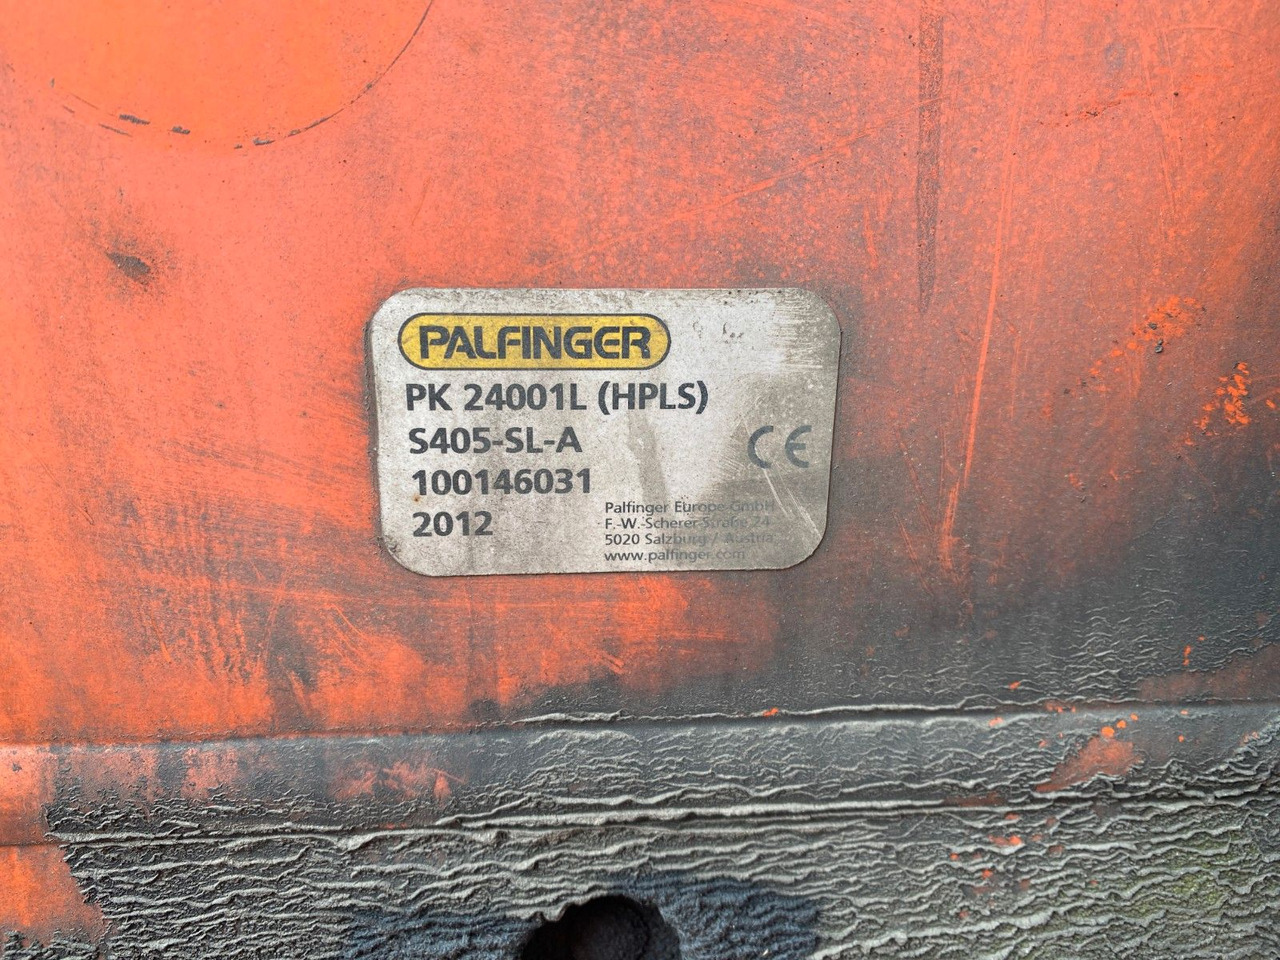 PALFINGER
PK 24001L (HPLS)
S405-SL-A
CE
100146031
2012
Palfinger Europe GmbH
F.-W.-Scherer-Straße 24
5020 Salzburg / Austria
www.palfinger.com